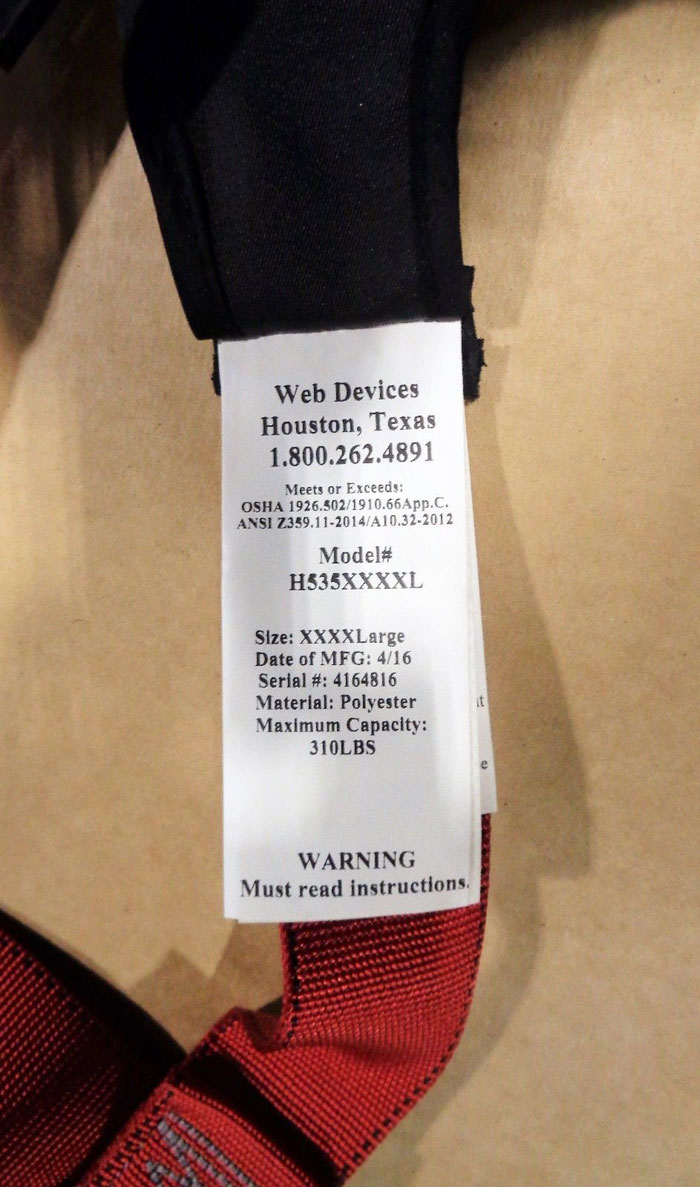 Web Devices
Houston, Texas
1.800.262.4891
Meets or Exceeds:
OSHA 1926.502/1910.66App.C.
ANSI Z359.11-2014/A10.32-2012
Model#
H535XXXXL
Size: XXXXLarge
Date of MFG: 4/16
Serial #: 4164816
Material: Polyester
Maximum Capacity:
310LBS
WARNING
Must read instructions.